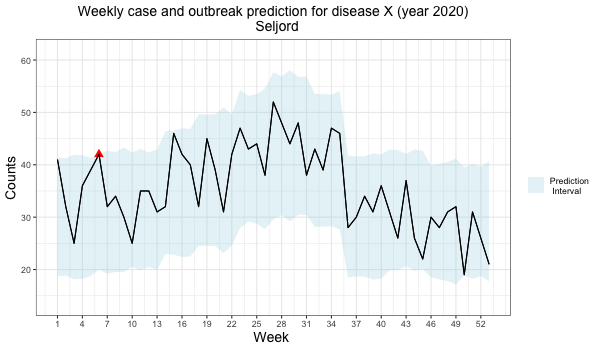 Weekly case and outbreak prediction for disease X (year 2020)
Seljord
60
50
40
30
20
Counts
1 4 7 10 13 16 19 22 25 28 31 34 37 40 43 46 49 52
Week
Prediction
Interval